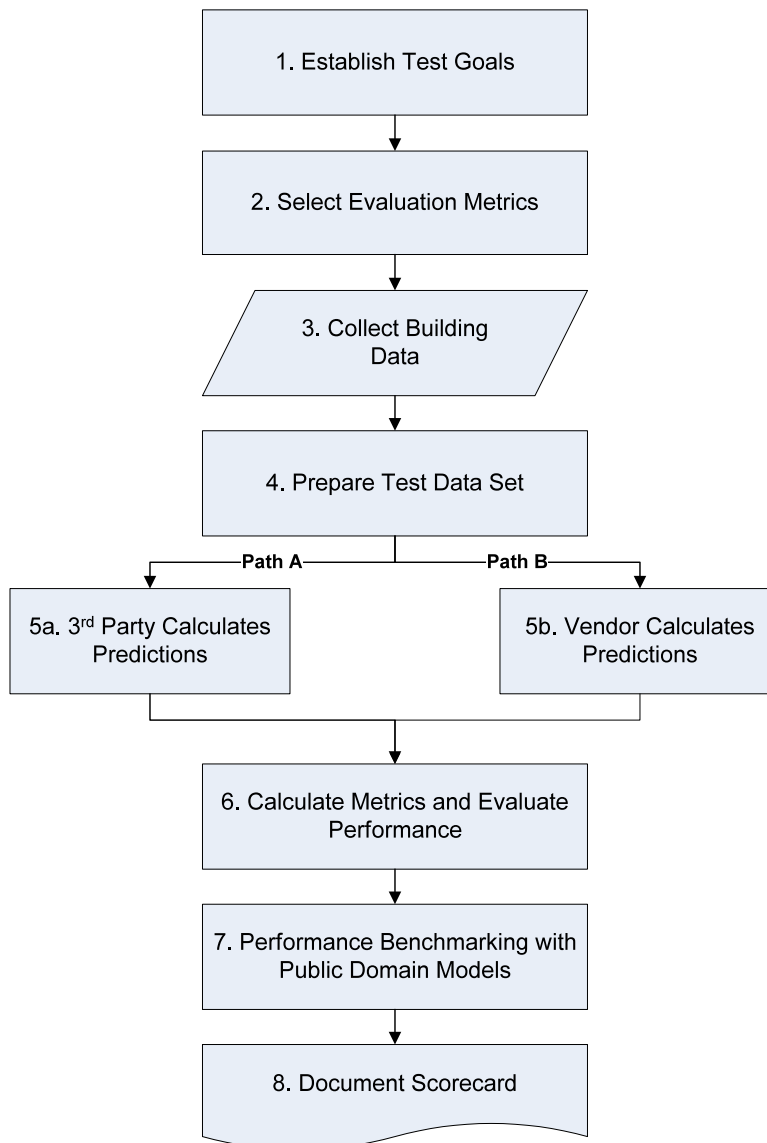 1. Establish Test Goals
2. Select Evaluation Metrics
3. Collect Building
Data
4. Prepare Test Data Set
Path A
Path B
5a. 3rd Party Calculates
Predictions
5b. Vendor Calculates
Predictions
6. Calculate Metrics and Evaluate
Performance
7. Performance Benchmarking with
Public Domain Models
8. Document Scorecard